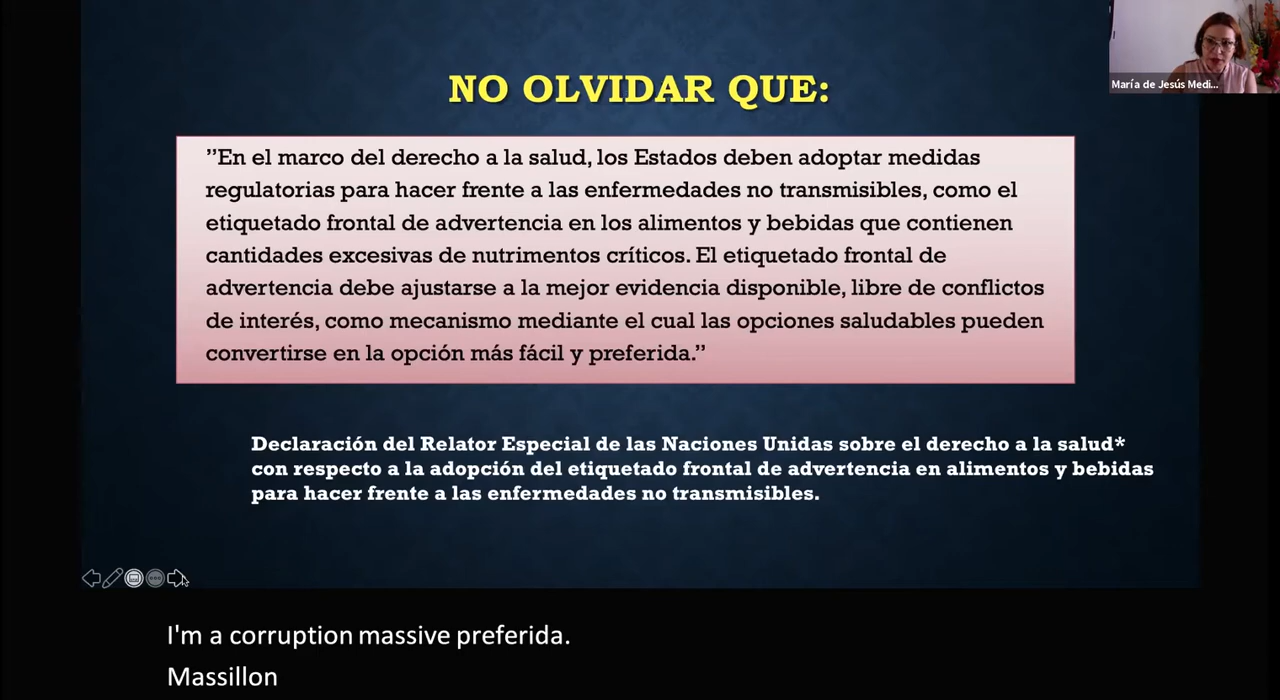 María de Jesús Medi...
NO OLVIDAR QUE:
”En el marco del derecho a la salud, los Estados deben adoptar medidas
regulatorias para hacer frente a las enfermedades no transmisibles, como el
etiquetado frontal de advertencia en los alimentos y bebidas que contienen
cantidades excesivas de nutrimentos críticos. El etiquetado frontal de
advertencia debe ajustarse a la mejor evidencia disponible, libre de conflictos
de interés, como mecanismo mediante el cual las opciones saludables pueden
convertirse en la opción más fácil y preferida.”
Declaración del Relator Especial de las Naciones Unidas sobre el derecho a la salud*
con respecto a la adopción del etiquetado frontal de advertencia en alimentos y bebidas
para hacer frente a las enfermedades no transmisibles.
I'm a corruption massive preferida.
Massillon